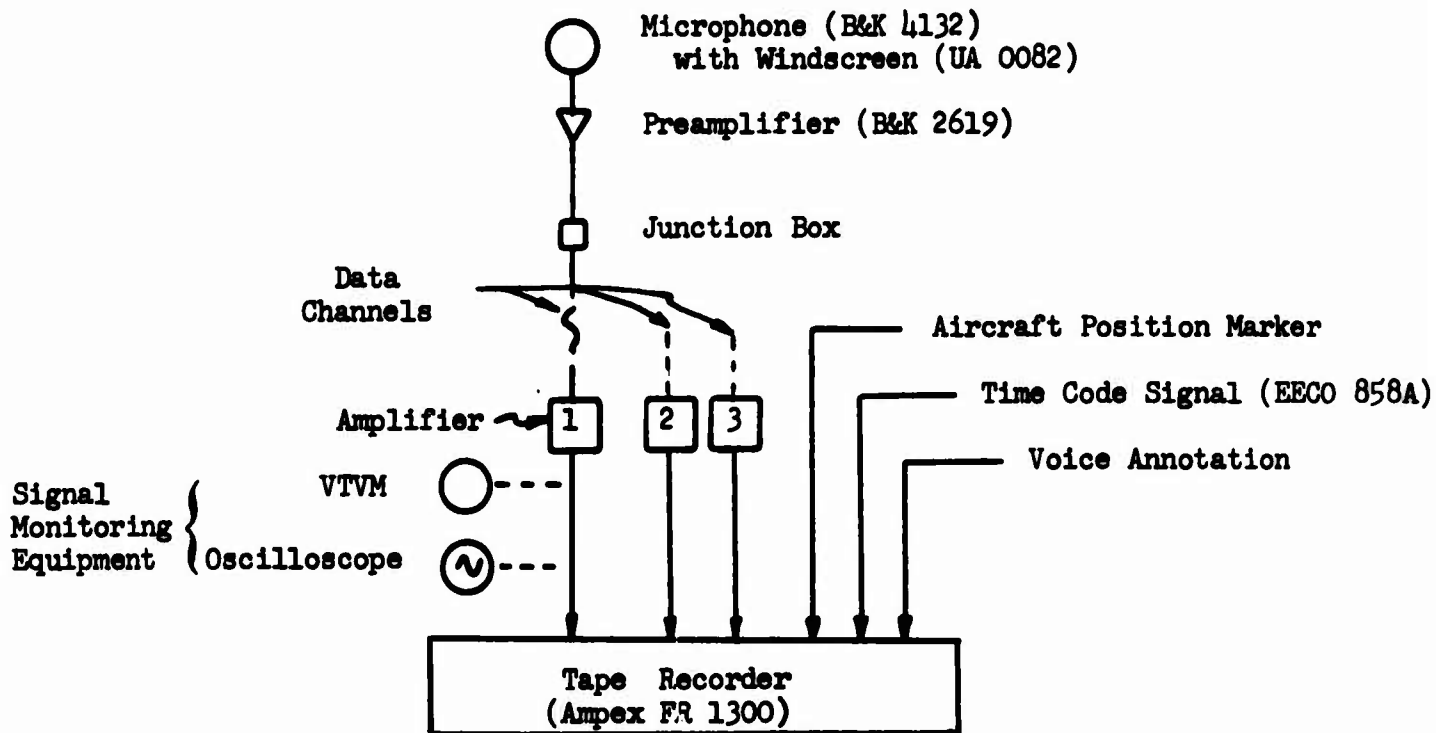 Microphone (B&K 4132)
with Windscreen (UA 0082)
Preamplifier (B&K 2619)
Junction Box
Data
Channels
Aircraft Position Marker
Time Code Signal (EECO 858A)
Amplifier
1
2
3
Voice Annotation
VTVM
Signal
Monitoring
Equipment
Oscilloscope
Tape Recorder
(Ampex FR 1300)